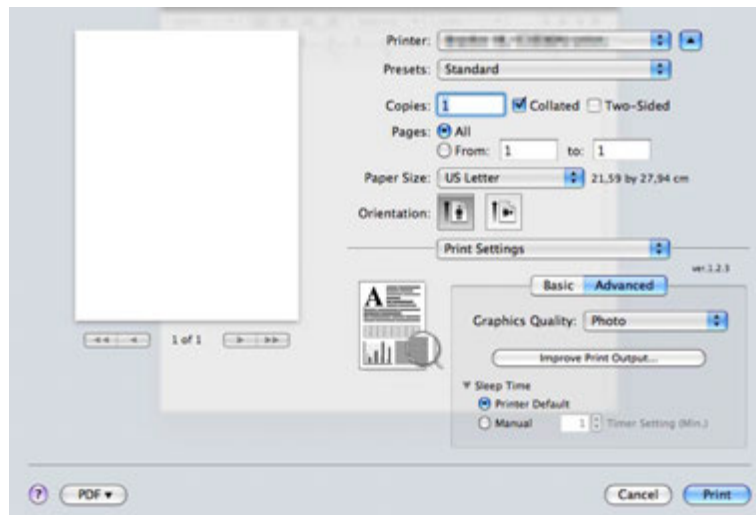 Printer:
Presets: Standard
Copies: 1 Collated Two-Sided
Pages: All
From: 1 to: 1
Paper Size: US Letter 21,59 by 27,94 cm
Orientation:
Print Settings
ver.1.2.3
Basic Advanced
A
Graphics Quality: Photo
1 of 1
Improve Print Output...
Sleep Time
Printer Default
Manual 1 Timer Setting (Min.)
? PDF Cancel Print